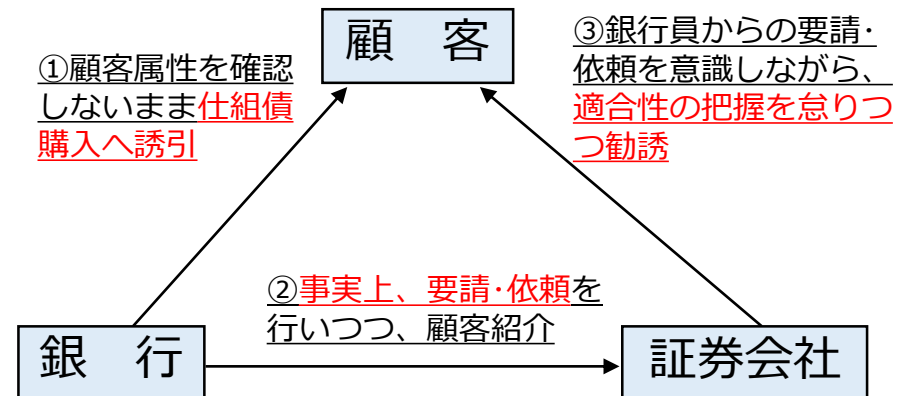 顧 客
①顧客属性を確認
しないまま仕組債
購入へ誘引
③銀行員からの要請･
依頼を意識しながら、
適合性の把握を怠りつ
つ勧誘
②事実上、要請･依頼を
行いつつ、顧客紹介
銀 行
証券会社